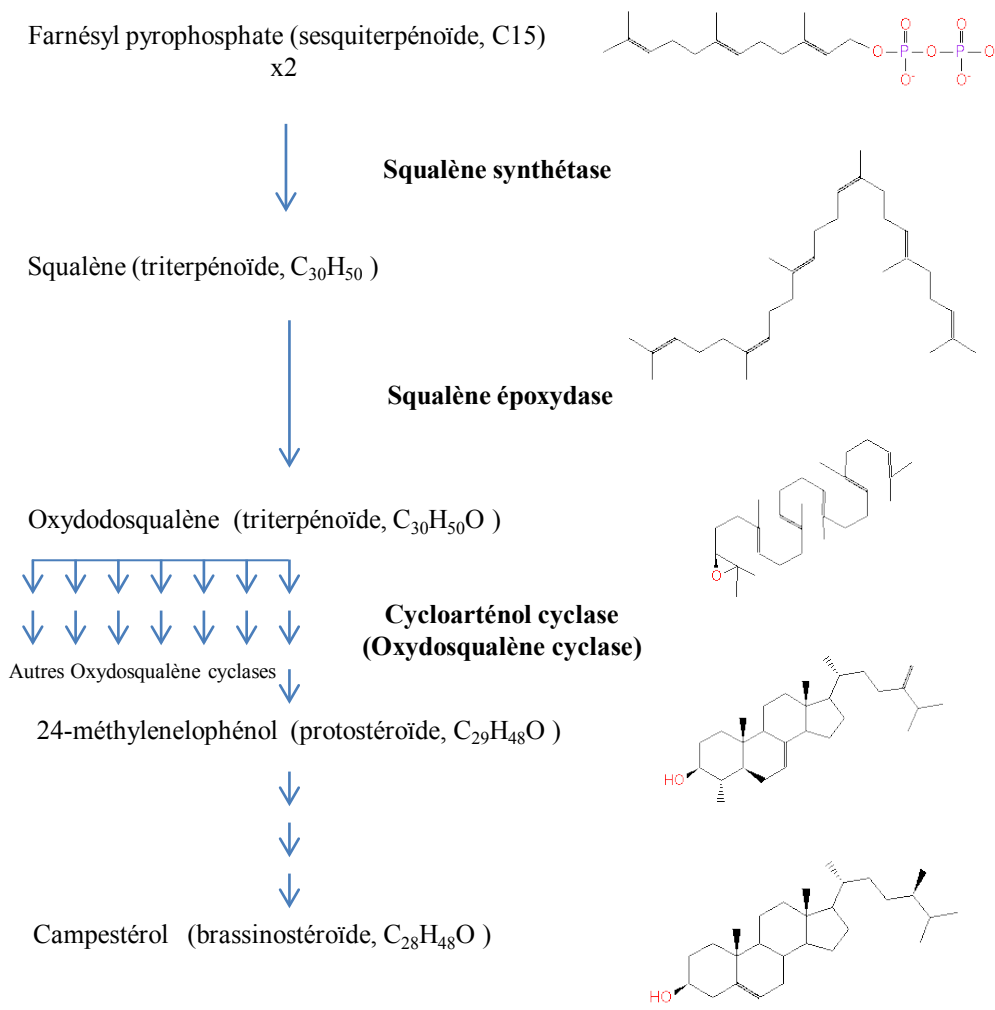 Farnésyl pyrophosphate (sesquiterpénoïde, C15)
x2
O O
O P O P O
O- O-
Squalène synthétase
Squalène (triterpénoïde, C₃₀H₅₀ )
Squalène époxydase
Oxydodosqualène (triterpénoïde, C₃₀H₅₀O )
O
Cycloarténol cyclase
(Oxydosqualène cyclase)
Autres Oxydosqualène cyclases
24-méthylenelophénol (protostéroïde, C₂₉H₄₈O )
HO
Campestérol (brassinostéroïde, C₂₈H₄₈O )
HO